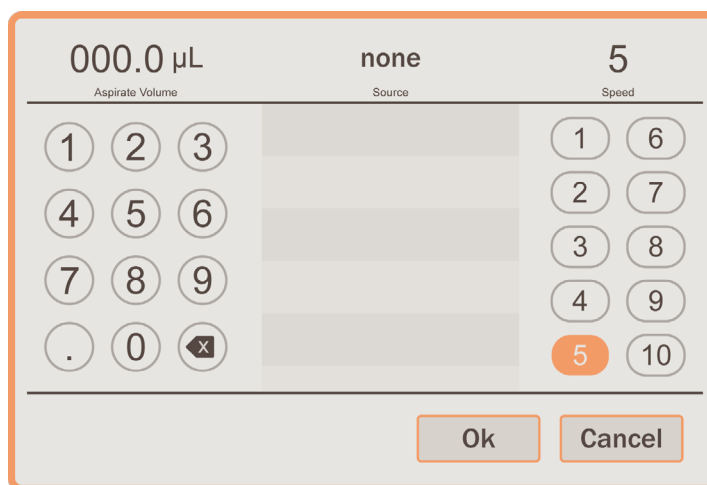 000.0 µL none 5
Aspirate Volume Source Speed
1 2 3 1 6
4 5 6 2 7
7 8 9 3 8
. 0 x 4 9
5 10
Ok Cancel